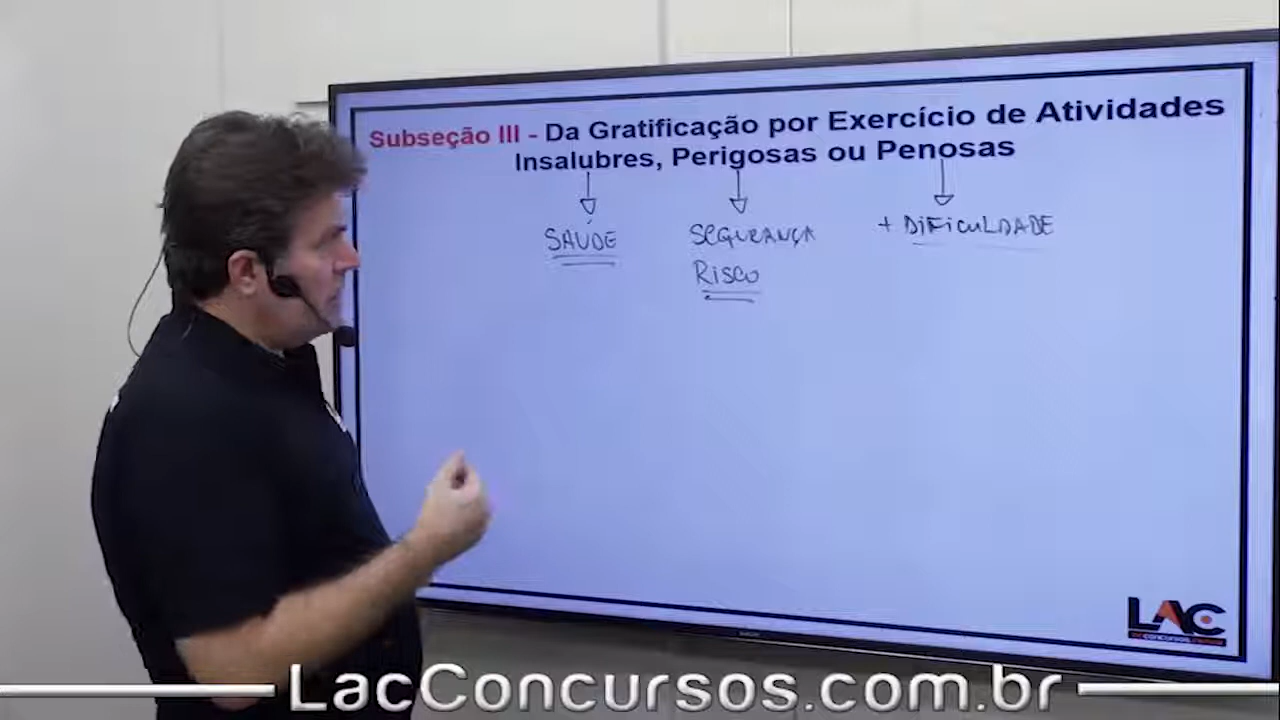 Subseção III - Da Gratificação por Exercício de Atividades
Insalubres, Perigosas ou Penosas
SAÚDE SEGURANÇA + DIFICULDADE
RISCO
LAC
LacConcursos.com.br